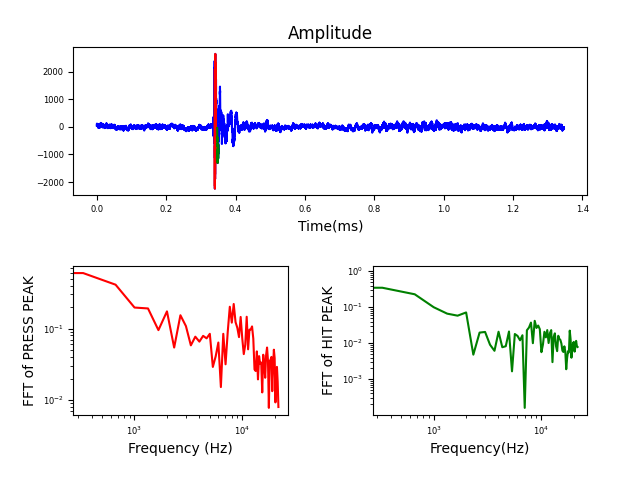 Amplitude
2000
1000
0
−1000
−2000
0.0 0.2 0.4 0.6 0.8 1.0 1.2 1.4
Time(ms)
FFT of PRESS PEAK
10⁻¹
10⁻²
10³ 10⁴
Frequency (Hz)
FFT of HIT PEAK
10⁰
10⁻¹
10⁻²
10⁻³
10³ 10⁴
Frequency(Hz)